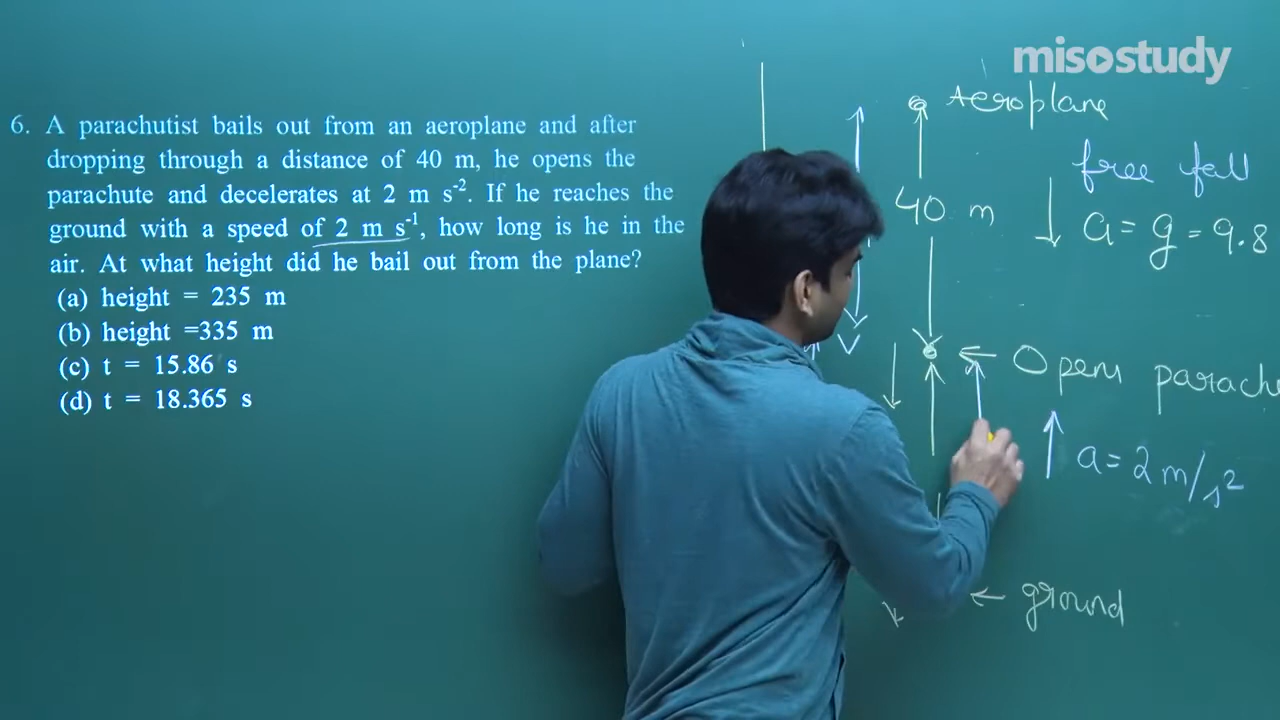 misostudy
6. A parachutist bails out from an aeroplane and after
dropping through a distance of 40 m, he opens the
parachute and decelerates at 2 m s⁻². If he reaches the
ground with a speed of 2 m s⁻¹, how long is he in the
air. At what height did he bail out from the plane?
(a) height = 235 m
(b) height =335 m
(c) t = 15.86 s
(d) t = 18.365 s
Aeroplane
free fall
40 m
a = g = 9.8
Opens parach
a = 2 m/s²
ground